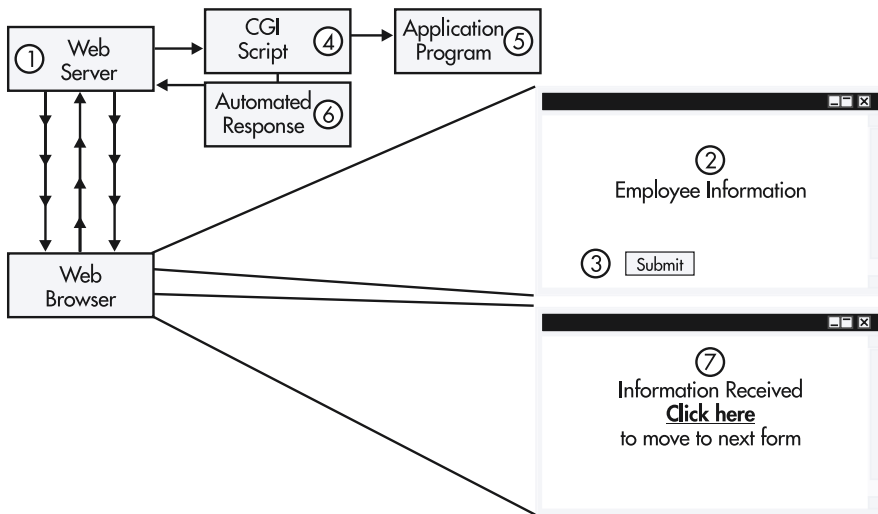 ① Web
Server
CGI
Script ④
Application
Program ⑤
Automated
Response ⑥
Web
Browser
②
Employee Information
③ Submit
⑦
Information Received
Click here
to move to next form